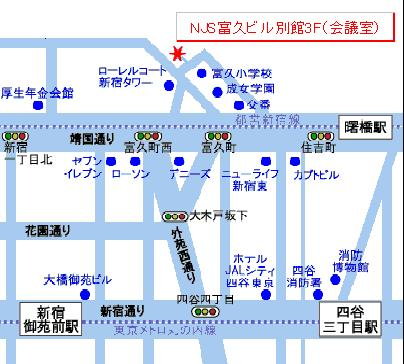 NJS富久ビル別館3F(会議室)
ローレルコート
新宿タワー
富久小学校
成女学園
交番
厚生年金会館
都営新宿線
曙橋駅
靖国通り
新宿
一丁目北
富久町西
富久町
住吉町
セブン
・イレブン
ローソン
デニーズ
ニューライフ
新宿東
カブトビル
大木戸坂下
花園通り
外苑西通り
大橋御苑ビル
ホテル
JALシティ
四谷東京
四谷
消防署
消防
博物館
新宿
御苑前駅
新宿通り
四谷四丁目
四谷
三丁目駅
東京メトロ丸の内線